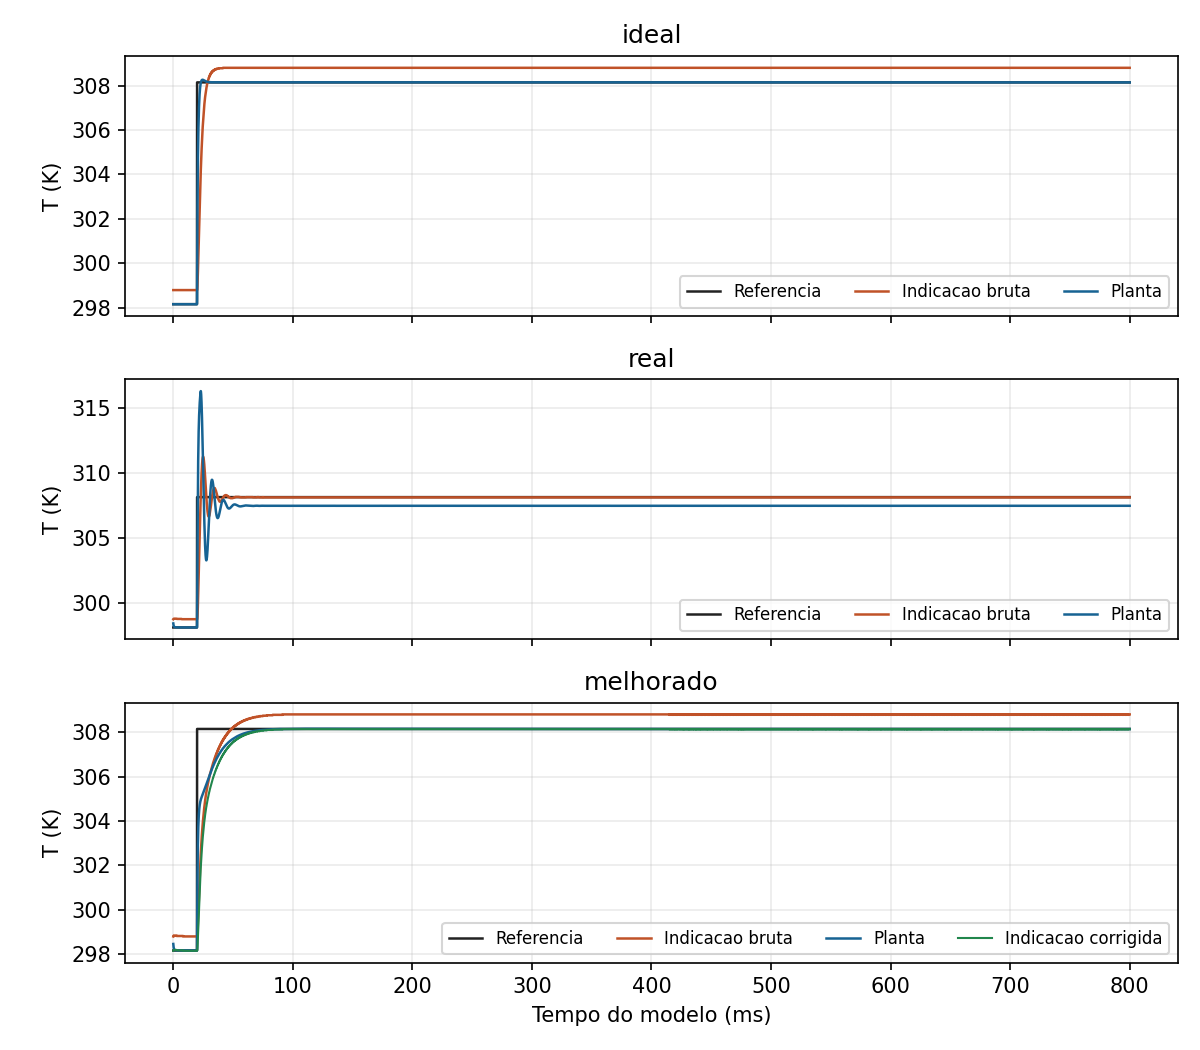 ideal
T (K)
308
306
304
302
300
298
Referencia Indicacao bruta Planta
real
T (K)
315
310
305
300
Referencia Indicacao bruta Planta
melhorado
T (K)
308
306
304
302
300
298
Referencia Indicacao bruta Planta Indicacao corrigida
0 100 200 300 400 500 600 700 800
Tempo do modelo (ms)